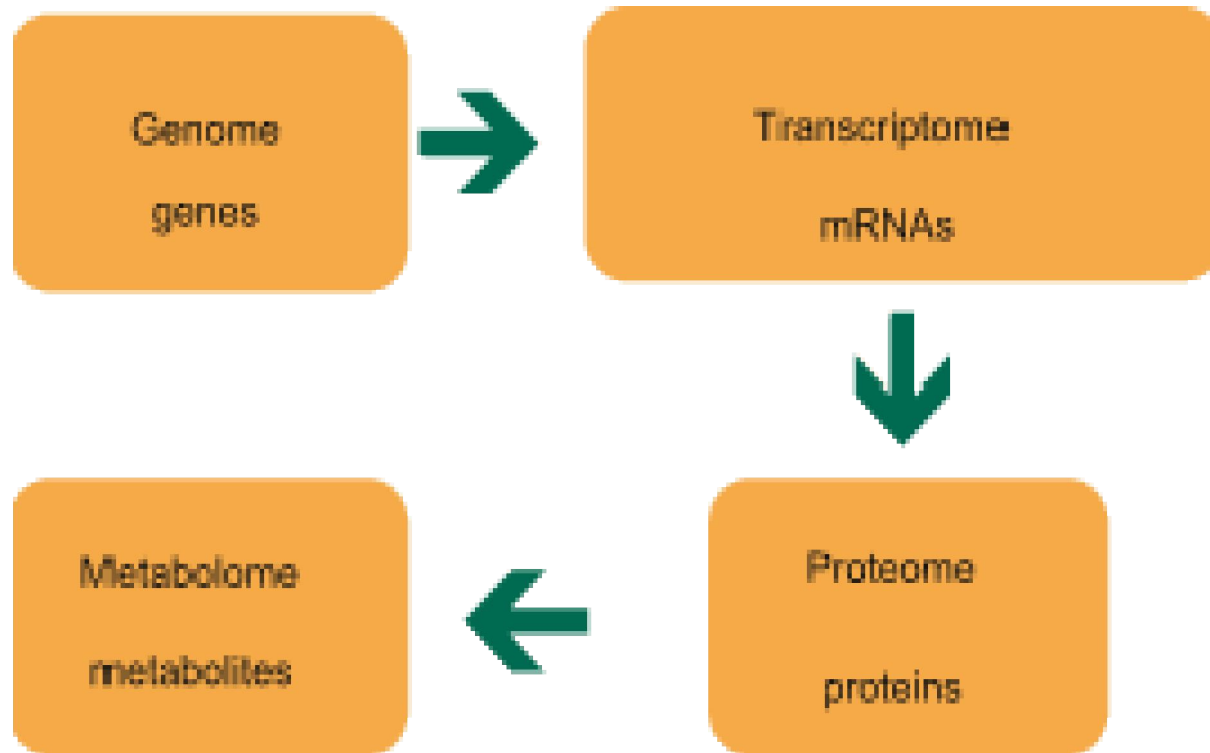 Genome
genes
Transcriptome
mRNAs
Proteome
proteins
Metabolome
metabolites